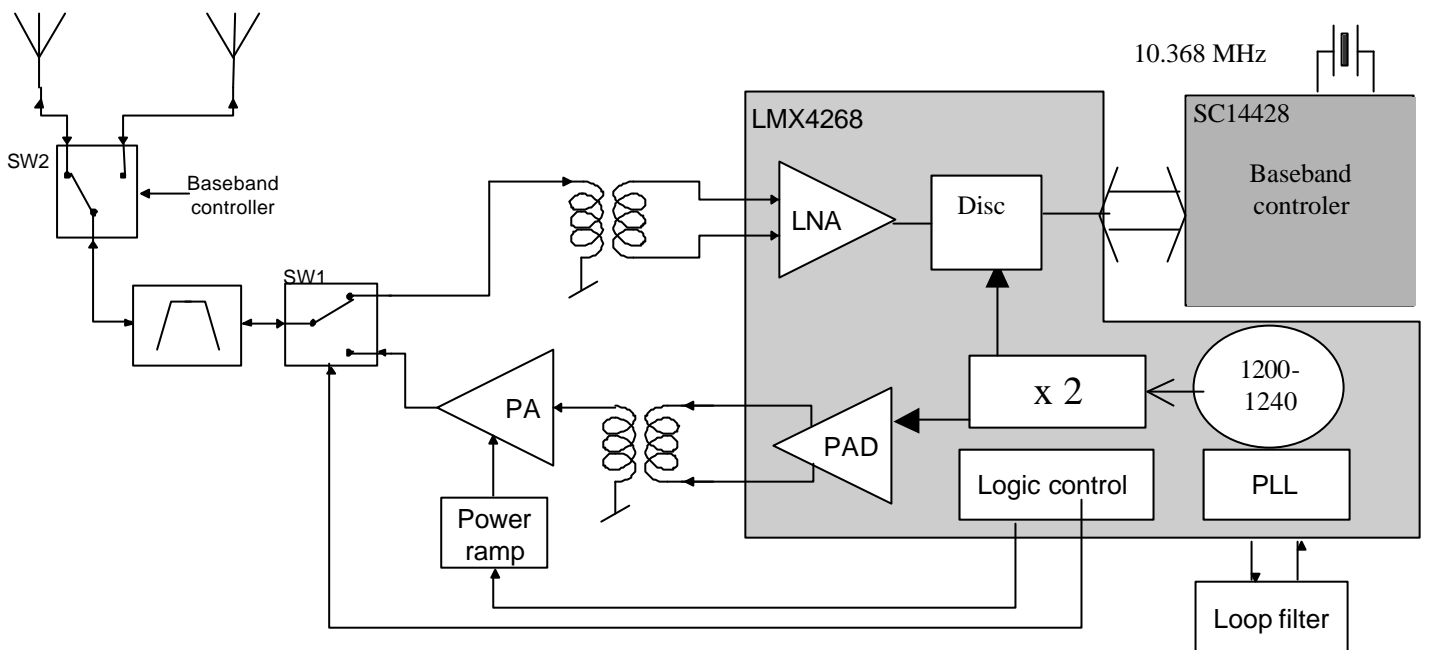 10.368 MHz
LMX4268
SC14428
SW2
Baseband
controller
LNA
Disc
Baseband
controler
SW1
PA
x 2
1200-
1240
PAD
Logic control
PLL
Power
ramp
Loop filter